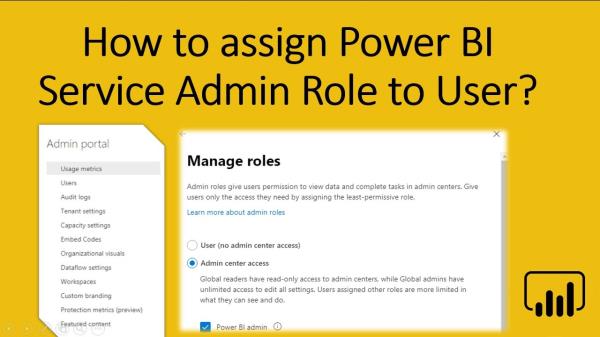 How to assign Power BI
Service Admin Role to User?
Admin portal
Usage metrics
Users
Audit logs
Tenant settings
Capacity settings
Embed Codes
Organizational visuals
Dataflow settings
Workspaces
Custom branding
Protection metrics (preview)
Featured content
Manage roles
Admin roles give users permission to view data and complete tasks in admin centers. Give
users only the access they need by assigning the least-permissive role.
Learn more about admin roles
User (no admin center access)
Admin center access
Global readers have read-only access to admin centers, while Global admins have
unlimited access to edit all settings. Users assigned other roles are more limited in
what they can see and do.
Power BI admin